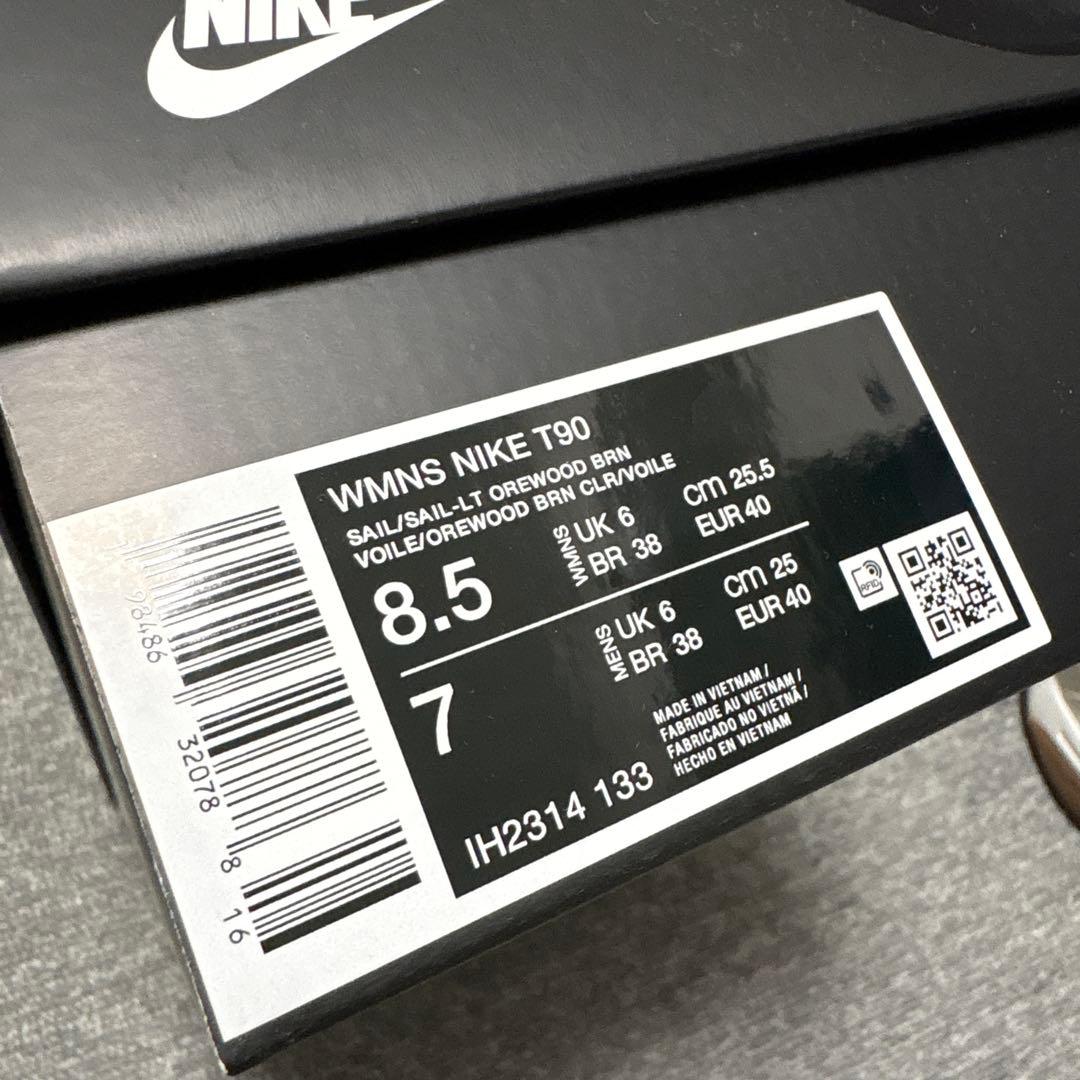 NIKE
WMNS NIKE T90
SAIL/SAIL-LT OREWOOD BRN
VOILE/OREWOOD BRN CLR/VOILE
8.5
WMNS
UK 6
BR 38
cm 25.5
EUR 40
7
MENS
UK 6
BR 38
cm 25
EUR 40
MADE IN VIETNAM /
FABRIQUE AU VIETNAM /
FABRICADO NO VIETNÃ /
HECHO EN VIETNAM
IH2314 133
RFID
98486
32078
8
16